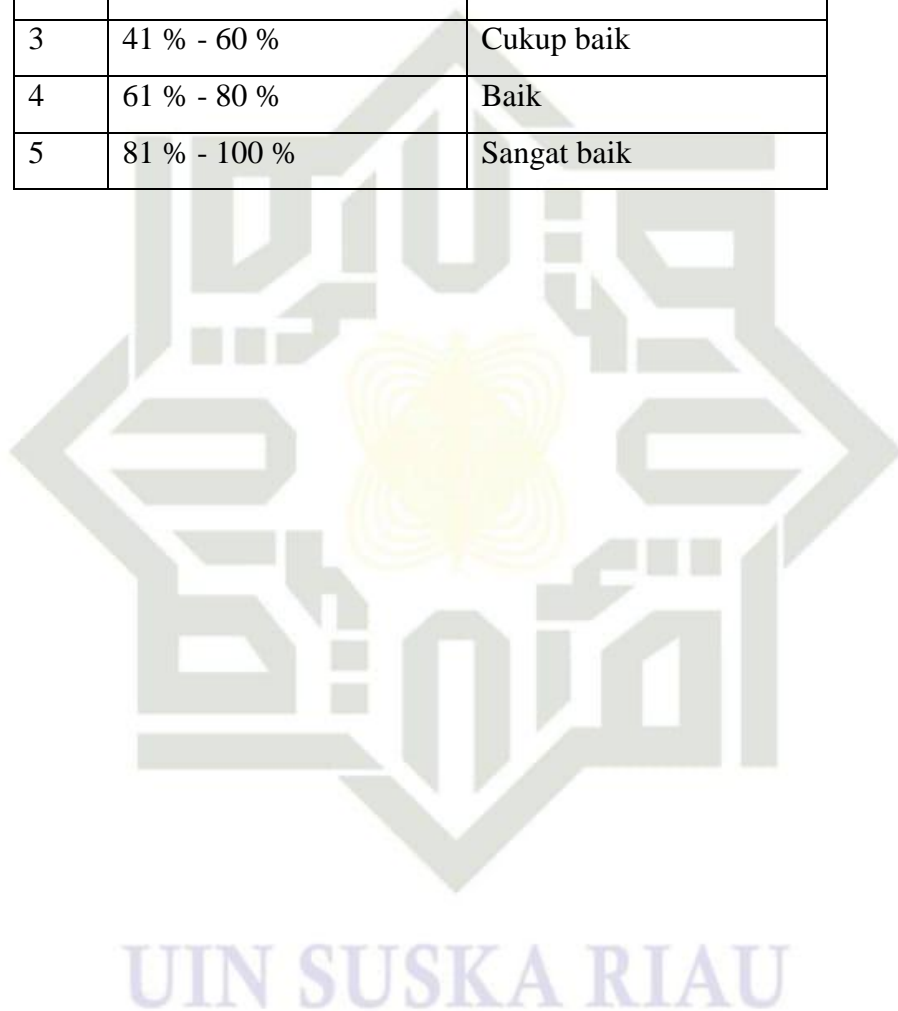 3 41 % - 60 % Cukup baik
4 61 % - 80 % Baik
5 81 % - 100 % Sangat baik
UIN SUSKA RIAU